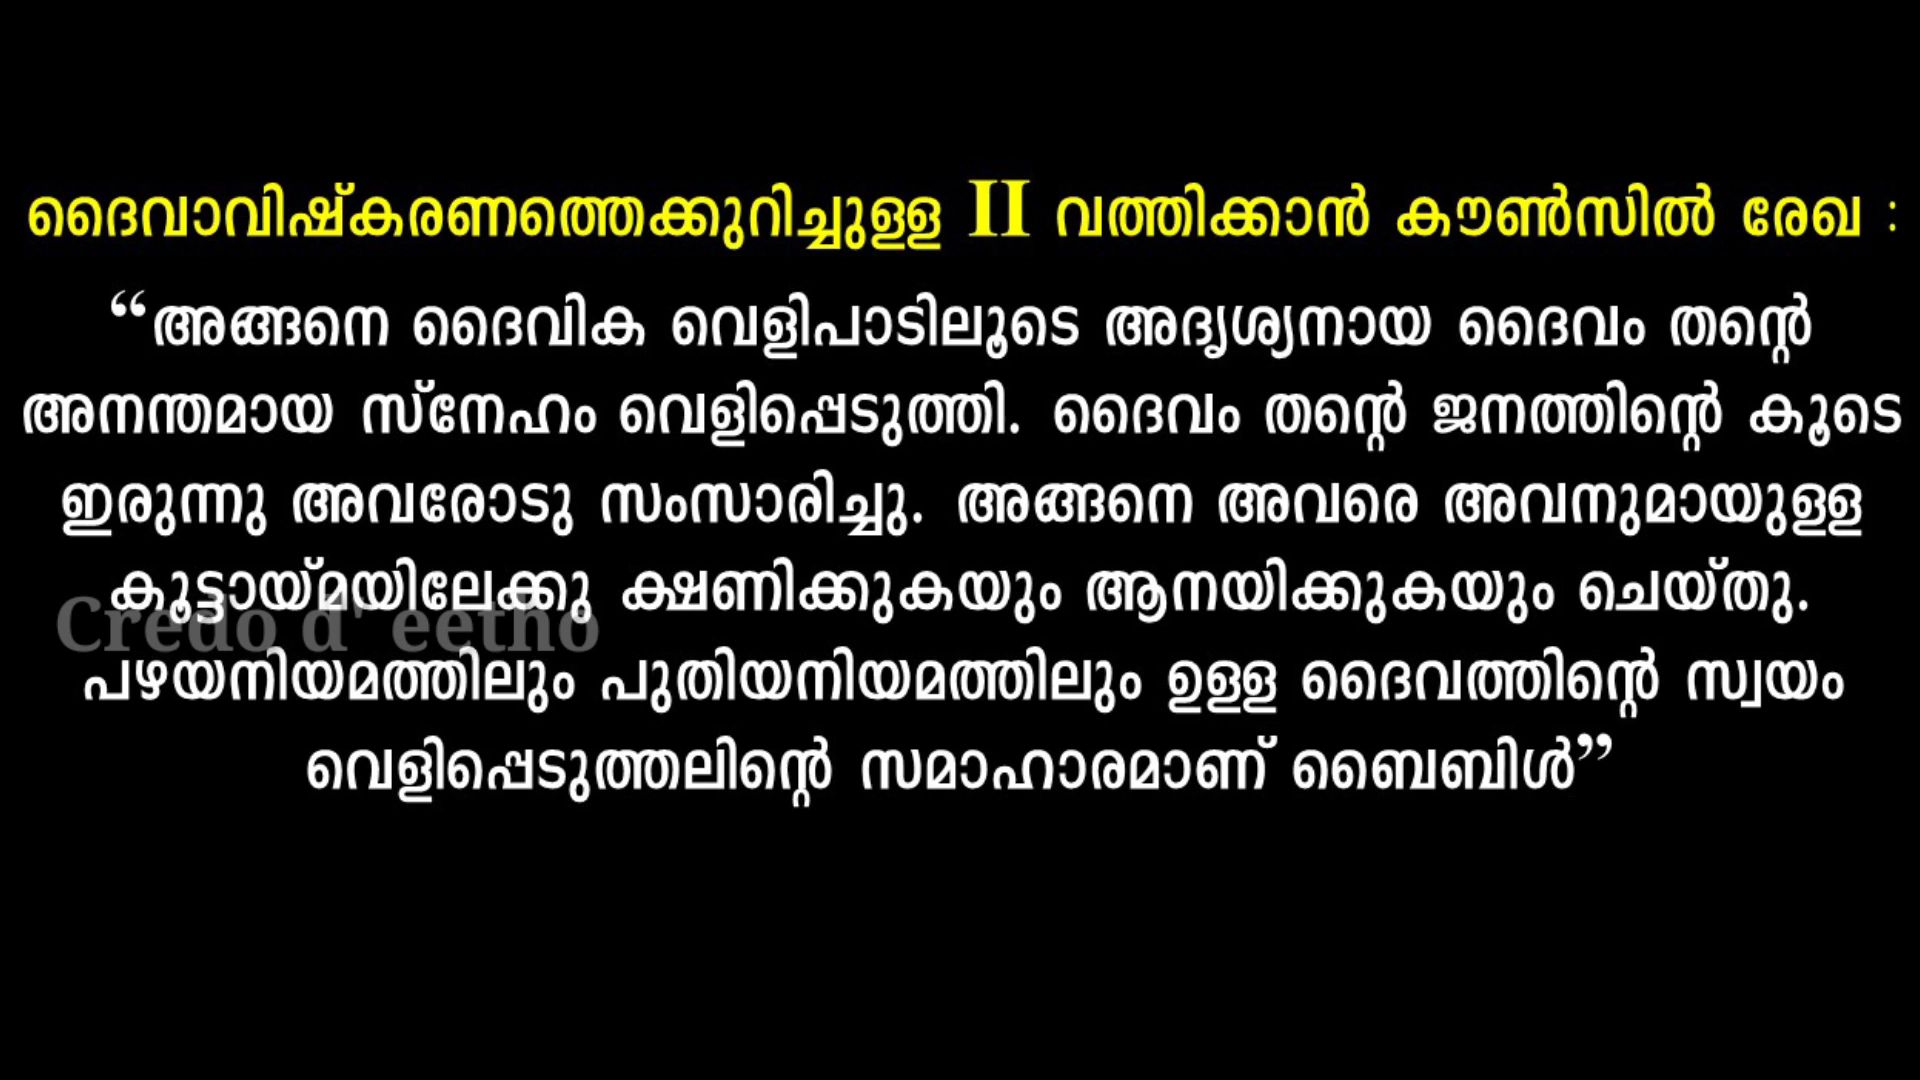 ദൈവാവിഷ്കരണത്തെക്കുറിച്ചുള്ള II വത്തിക്കാൻ കൗൺസിൽ രേഖ :
“അങ്ങനെ ദൈവിക വെളിപാടിലൂടെ അദൃശ്യനായ ദൈവം തന്റെ
അനന്തമായ സ്നേഹം വെളിപ്പെടുത്തി. ദൈവം തന്റെ ജനത്തിന്റെ കൂടെ
ഇരുന്നു അവരോടു സംസാരിച്ചു. അങ്ങനെ അവരെ അവനുമായുള്ള
കൂട്ടായ്മയിലേക്കു ക്ഷണിക്കുകയും ആനയിക്കുകയും ചെയ്തു.
Credo d' eetho
പഴയനിയമത്തിലും പുതിയനിയമത്തിലും ഉള്ള ദൈവത്തിന്റെ സ്വയം
വെളിപ്പെടുത്തലിന്റെ സമാഹാരമാണ് ബൈബിൾ”